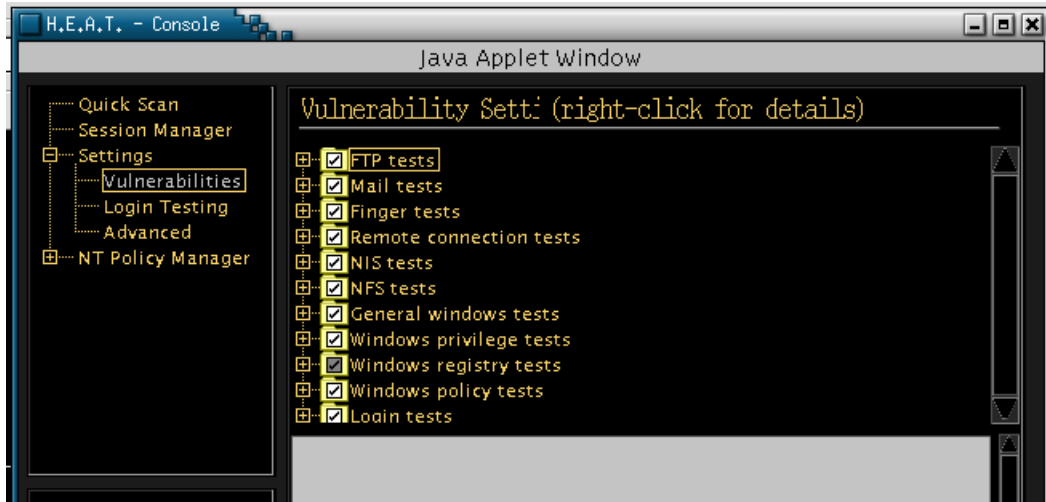 H.E.A.T. - Console
Java Applet Window
Quick Scan
Session Manager
Settings
Vulnerabilities
Login Testing
Advanced
NT Policy Manager
Vulnerability Sett (right-click for details)
FTP tests
Mail tests
Finger tests
Remote connection tests
NIS tests
NFS tests
General windows tests
Windows privilege tests
Windows registry tests
Windows policy tests
Login tests